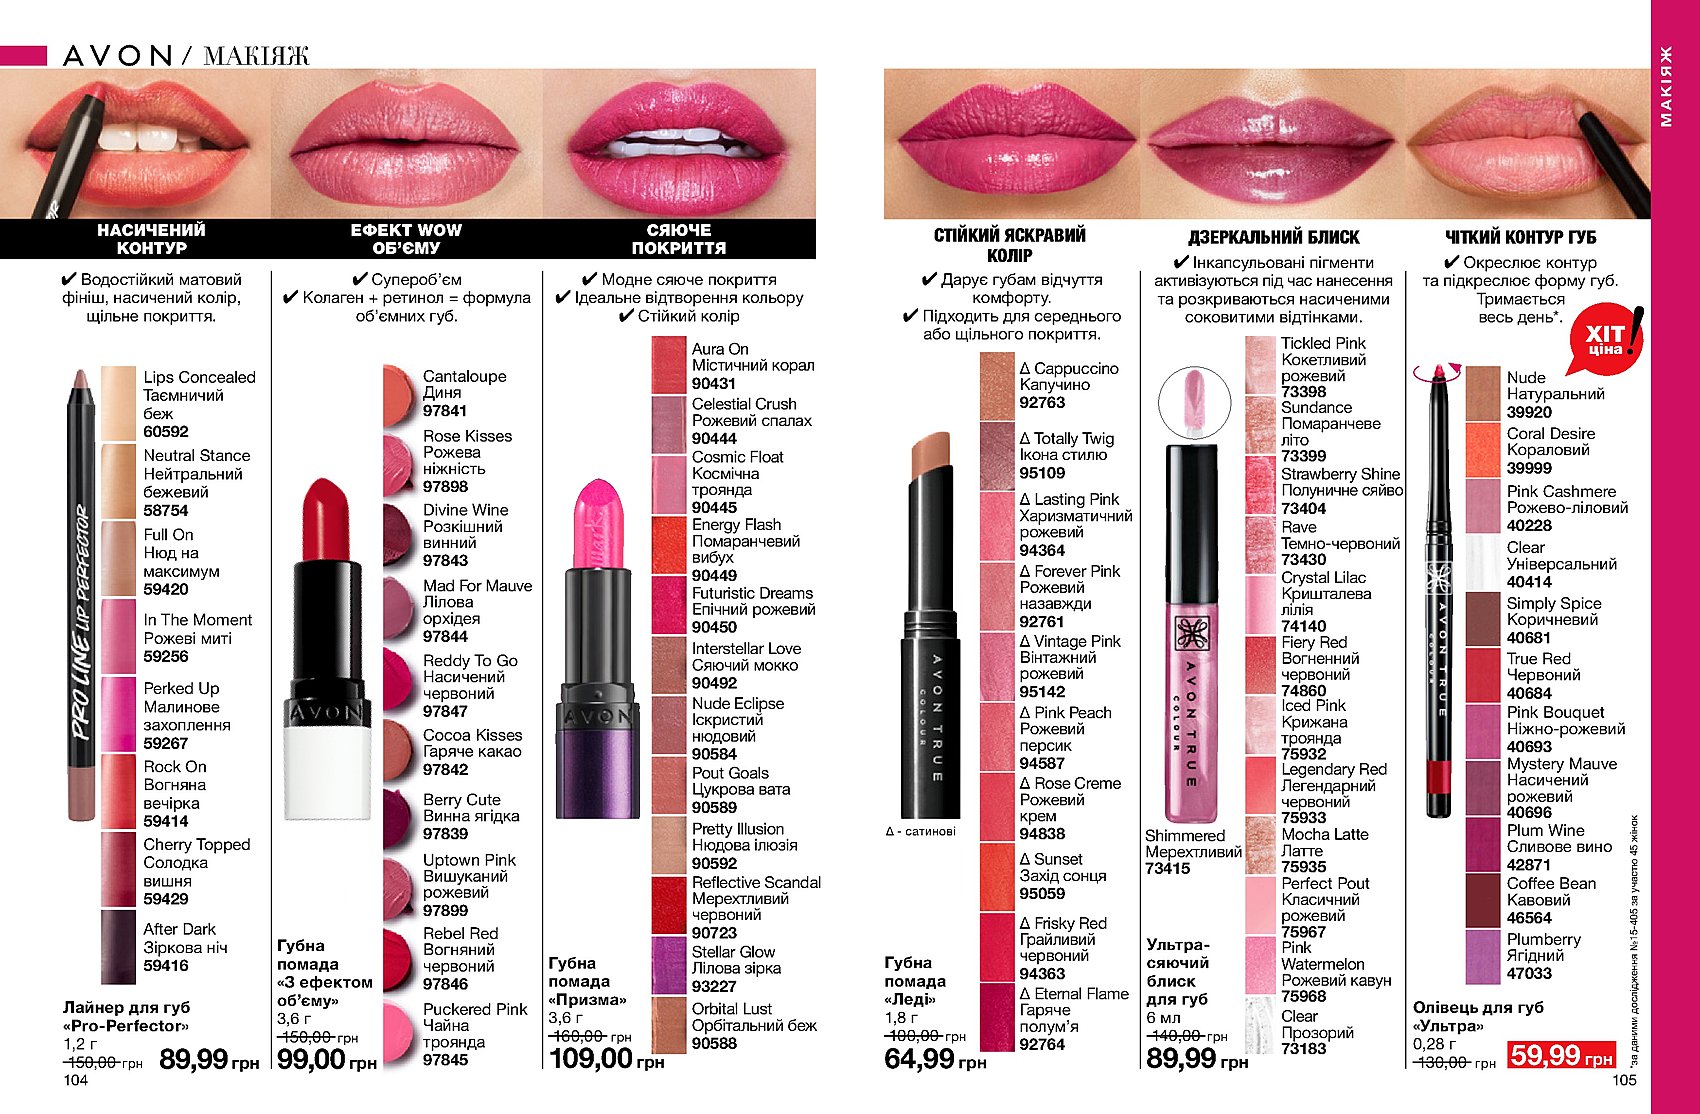 AVON / МАКІЯЖ
МАКІЯЖ
НАСИЧЕНИЙ
КОНТУР
✔ Водостійкий матовий
фініш, насичений колір,
щільне покриття.
PRO LINE LIP PERFECTOR
Lips Concealed
Таємничий
беж
60592
Neutral Stance
Нейтральний
бежевий
58754
Full On
Нюд на
максимум
59420
In The Moment
Рожеві миті
59256
Perked Up
Малинове
захоплення
59267
Rock On
Вогняна
вечірка
59414
Cherry Topped
Солодка
вишня
59429
After Dark
Зіркова ніч
59416
Лайнер для губ
«Pro-Perfector»
1,2 г
150,00 грн 89,99 грн
104
ЕФЕКТ WOW
ОБ’ЄМУ
✔ Супероб’єм
✔ Колаген + ретинол = формула
об’ємних губ.
AVON
Cantaloupe
Диня
97841
Rose Kisses
Рожева
ніжність
97898
Divine Wine
Розкішний
винний
97843
Mad For Mauve
Лілова
орхідея
97844
Reddy To Go
Насичений
червоний
97847
Cocoa Kisses
Гаряче какао
97842
Berry Cute
Винна ягідка
97839
Uptown Pink
Вишуканий
рожевий
97899
Rebel Red
Вогняний
червоний
97846
Puckered Pink
Чайна
троянда
97845
Губна
помада
«З ефектом
об’єму»
3,6 г
150,00 грн
99,00 грн
СЯЮЧЕ
ПОКРИТТЯ
✔ Модне сяюче покриття
✔ Ідеальне відтворення кольору
✔ Стійкий колір
mark.
AVON
Aura On
Містичний корал
90431
Celestial Crush
Рожевий спалах
90444
Cosmic Float
Космічна
троянда
90445
Energy Flash
Помаранчевий
вибух
90449
Futuristic Dreams
Епічний рожевий
90450
Interstellar Love
Сяючий мокко
90492
Nude Eclipse
Іскристий
нюдовий
90584
Pout Goals
Цукрова вата
90589
Pretty Illusion
Нюдова ілюзія
90592
Reflective Scandal
Мерехтливий
червоний
90723
Stellar Glow
Лілова зірка
93227
Orbital Lust
Орбітальний беж
90588
Губна
помада
«Призма»
3,6 г
160,00 грн
109,00 грн
СТІЙКИЙ ЯСКРАВИЙ
КОЛІР
✔ Дарує губам відчуття
комфорту.
✔ Підходить для середнього
або щільного покриття.
AVON TRUE
COLOUR
Δ - сатинові
Δ Cappuccino
Капучино
92763
Δ Totally Twig
Ікона стилю
95109
Δ Lasting Pink
Харизматичний
рожевий
94364
Δ Forever Pink
Рожевий
назавжди
92761
Δ Vintage Pink
Вінтажний
рожевий
95142
Δ Pink Peach
Рожевий
персик
94587
Δ Rose Creme
Рожевий
крем
94838
Δ Sunset
Захід сонця
95059
Δ Frisky Red
Грайливий
червоний
94363
Δ Eternal Flame
Гаряче
полум’я
92764
Губна
помада
«Леді»
1,8 г
100,00 грн
64,99 грн
ДЗЕРКАЛЬНИЙ БЛИСК
✔ Інкапсульовані пігменти
активізуються під час нанесення
та розкриваються насиченими
соковитими відтінками.
AVON TRUE
COLOUR
Shimmered
Мерехтливий
73415
Tickled Pink
Кокетливий
рожевий
73398
Sundance
Помаранчеве
літо
73399
Strawberry Shine
Полуничне сяйво
73404
Rave
Темно-червоний
73430
Crystal Lilac
Кришталева
лілія
74140
Fiery Red
Вогненний
червоний
74860
Iced Pink
Крижана
троянда
75932
Legendary Red
Легендарний
червоний
75933
Mocha Latte
Латте
75935
Perfect Pout
Класичний
рожевий
75967
Pink
Watermelon
Рожевий кавун
75968
Clear
Прозорий
73183
Ультра-
сяючий
блиск
для губ
6 мл
140,00 грн
89,99 грн
ЧІТКИЙ КОНТУР ГУБ
✔ Окреслює контур
та підкреслює форму губ.
Тримається
весь день*.
ХІТ
ціна!
AVON TRUE
COLOUR
Nude
Натуральний
39920
Coral Desire
Кораловий
39999
Pink Cashmere
Рожево-ліловий
40228
Clear
Універсальний
40414
Simply Spice
Коричневий
40681
True Red
Червоний
40684
Pink Bouquet
Ніжно-рожевий
40693
Mystery Mauve
Насичений
рожевий
40696
Plum Wine
Сливове вино
42871
Coffee Bean
Кавовий
46564
Plumberry
Ягідний
47033
Олівець для губ
«Ультра»
0,28 г
130,00 грн 59,99 грн
*за даними дослідження №15-405 за участю 45 жінок
105